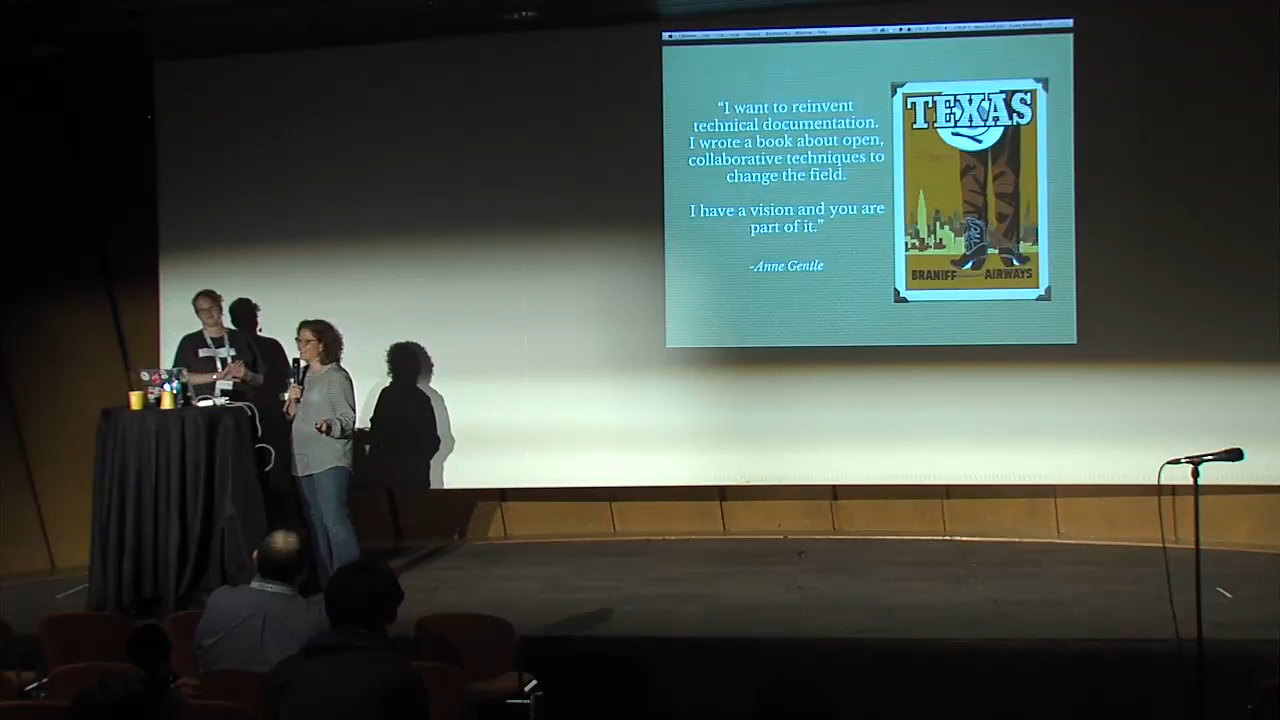 “I want to reinvent
technical documentation.
I wrote a book about open,
collaborative techniques to
change the field.
I have a vision and you are
part of it.”
-Anne Gentle
TEXAS
BRANIFF
AIRWAYS